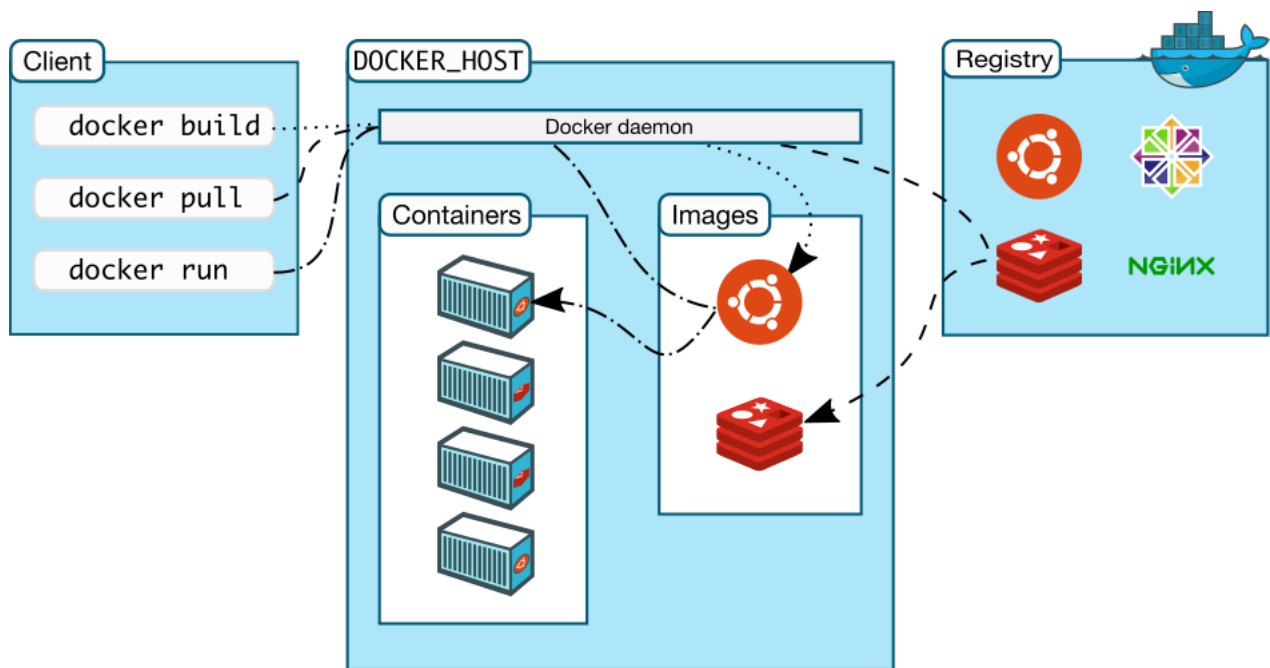 Client
docker build
docker pull
docker run
DOCKER_HOST
Docker daemon
Containers
Images
Registry
NGINX